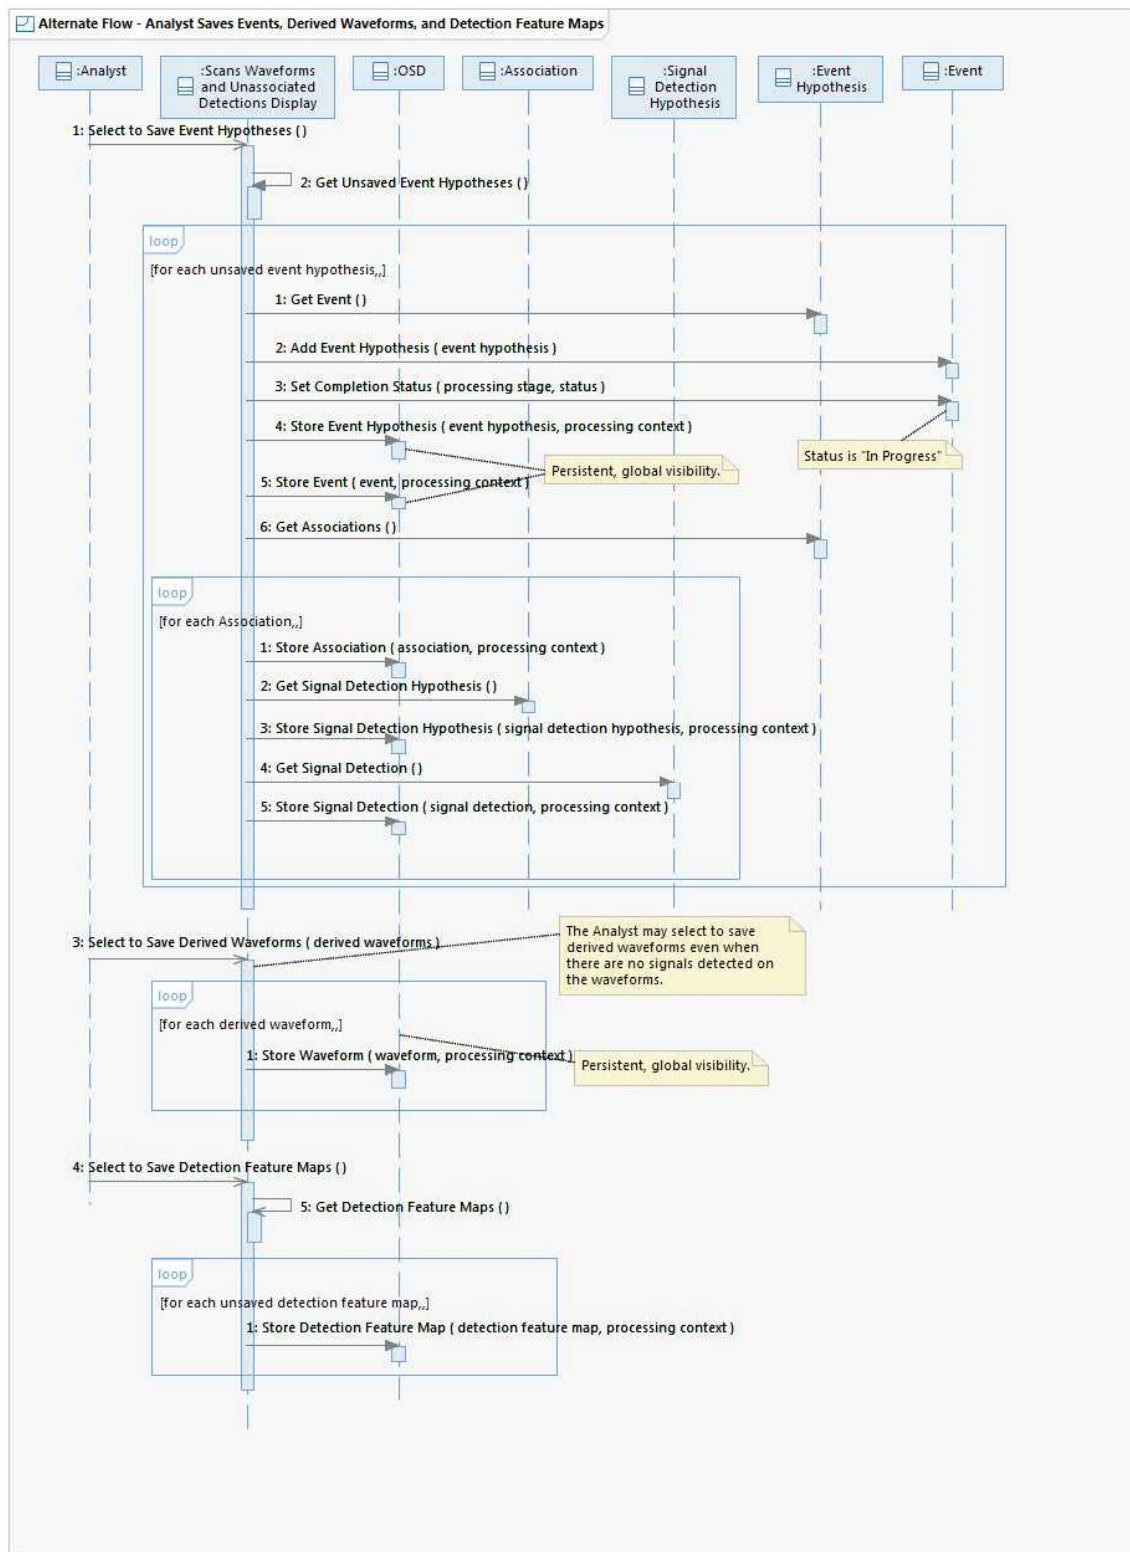 Alternate Flow - Analyst Saves Events, Derived Waveforms, and Detection Feature Maps
:Analyst
:Scans Waveforms
and Unassociated
Detections Display
:OSD
:Association
:Signal
Detection
Hypothesis
:Event
Hypothesis
:Event
1: Select to Save Event Hypotheses ( )
2: Get Unsaved Event Hypotheses ( )
loop
[for each unsaved event hypothesis,,]
1: Get Event ( )
2: Add Event Hypothesis ( event hypothesis )
3: Set Completion Status ( processing stage, status )
4: Store Event Hypothesis ( event hypothesis, processing context )
Status is "In Progress"
Persistent, global visibility.
5: Store Event ( event, processing context )
6: Get Associations ( )
loop
[for each Association,,]
1: Store Association ( association, processing context )
2: Get Signal Detection Hypothesis ( )
3: Store Signal Detection Hypothesis ( signal detection hypothesis, processing context )
4: Get Signal Detection ( )
5: Store Signal Detection ( signal detection, processing context )
3: Select to Save Derived Waveforms ( derived waveforms )
The Analyst may select to save
derived waveforms even when
there are no signals detected on
the waveforms.
loop
[for each derived waveform,,]
1: Store Waveform ( waveform, processing context )
Persistent, global visibility.
4: Select to Save Detection Feature Maps ( )
5: Get Detection Feature Maps ( )
loop
[for each unsaved detection feature map,,]
1: Store Detection Feature Map ( detection feature map, processing context )